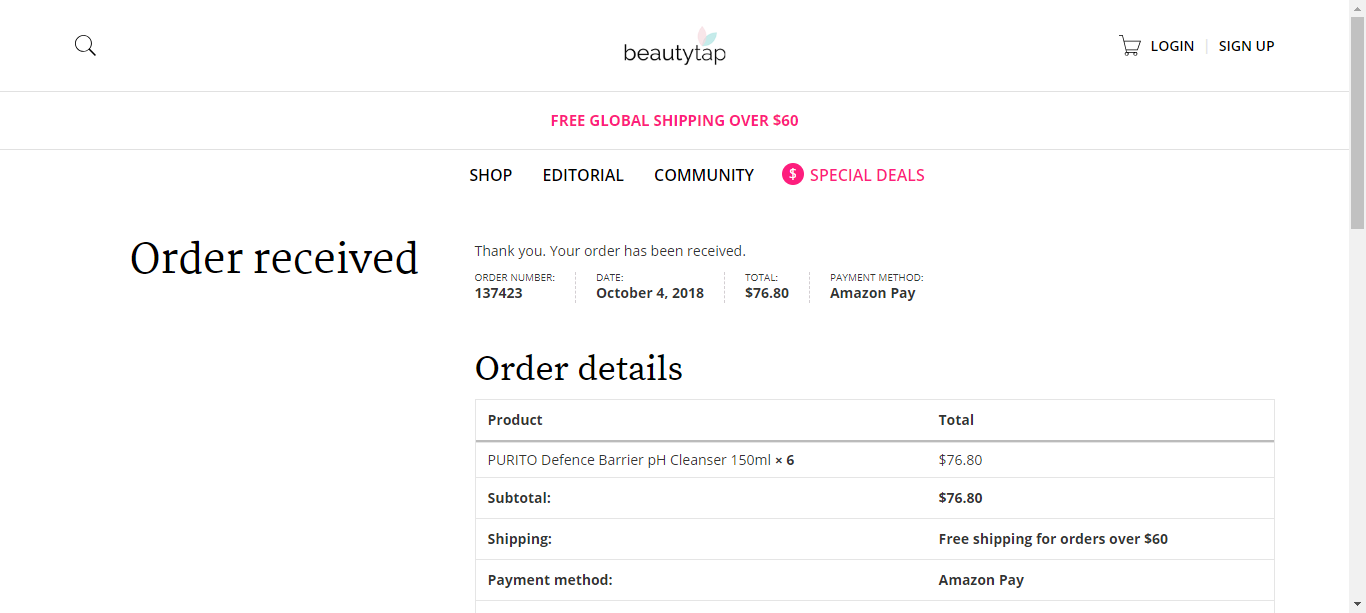 beautytap
LOGIN SIGN UP
FREE GLOBAL SHIPPING OVER $60
SHOP EDITORIAL COMMUNITY $ SPECIAL DEALS
Order received
Thank you. Your order has been received.
ORDER NUMBER: DATE: TOTAL: PAYMENT METHOD:
137423 October 4, 2018 $76.80 Amazon Pay
Order details
Product Total
PURITO Defence Barrier pH Cleanser 150ml × 6 $76.80
Subtotal: $76.80
Shipping: Free shipping for orders over $60
Payment method: Amazon Pay